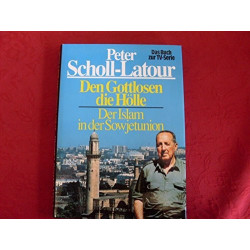 Peter
Scholl-Latour
Das Buch
zur TV-Serie
Den Gottlosen
die Hölle
Der Islam
in der Sowjetunion